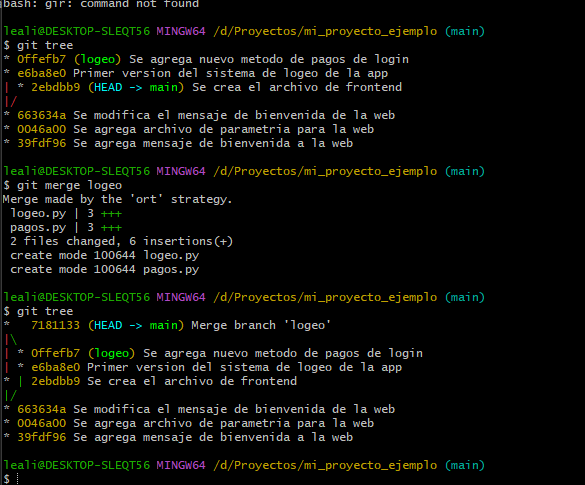 bash: gir: command not found
leali@DESKTOP-SLEQT56 MINGW64 /d/Proyectos/mi_proyecto_ejemplo (main)
$ git tree
* 0ffefb7 (logeo) Se agrega nuevo metodo de pagos de login
* e6ba8e0 Primer version del sistema de logeo de la app
| * 2ebdbb9 (HEAD -> main) Se crea el archivo de frontend
|/
* 663634a Se modifica el mensaje de bienvenida de la web
* 0046a00 Se agrega archivo de parametria para la web
* 39fdf96 Se agrega mensaje de bienvenida a la web
leali@DESKTOP-SLEQT56 MINGW64 /d/Proyectos/mi_proyecto_ejemplo (main)
$ git merge logeo
Merge made by the 'ort' strategy.
 logeo.py | 3 +++
 pagos.py | 3 +++
 2 files changed, 6 insertions(+)
 create mode 100644 logeo.py
 create mode 100644 pagos.py
leali@DESKTOP-SLEQT56 MINGW64 /d/Proyectos/mi_proyecto_ejemplo (main)
$ git tree
*   7181133 (HEAD -> main) Merge branch 'logeo'
|\
| * 0ffefb7 (logeo) Se agrega nuevo metodo de pagos de login
| * e6ba8e0 Primer version del sistema de logeo de la app
* | 2ebdbb9 Se crea el archivo de frontend
|/
* 663634a Se modifica el mensaje de bienvenida de la web
* 0046a00 Se agrega archivo de parametria para la web
* 39fdf96 Se agrega mensaje de bienvenida a la web
leali@DESKTOP-SLEQT56 MINGW64 /d/Proyectos/mi_proyecto_ejemplo (main)
$